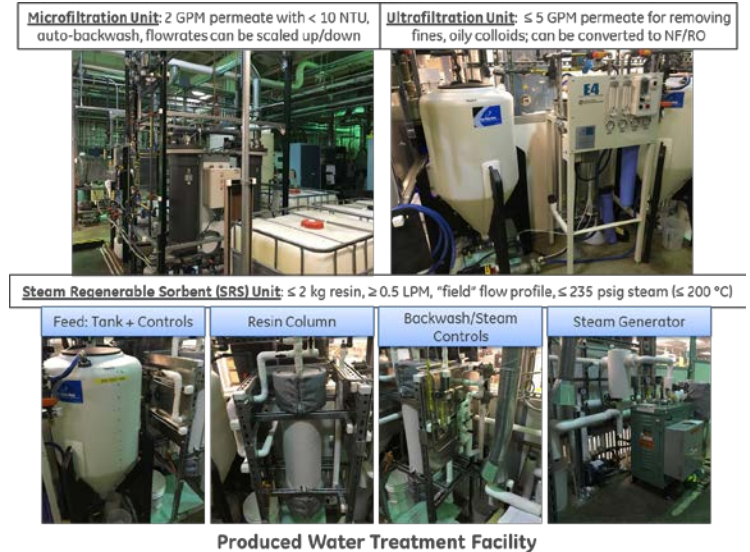 Microfiltration Unit: 2 GPM permeate with < 10 NTU,
auto-backwash, flowrates can be scaled up/down
Ultrafiltration Unit: ≤ 5 GPM permeate for removing
fines, oily colloids; can be converted to NF/RO
E4
Steam Regenerable Sorbent (SRS) Unit: ≤ 2 kg resin, ≥ 0.5 LPM, "field" flow profile, ≤ 235 psig steam (≤ 200 °C)
Feed: Tank + Controls
Resin Column
Backwash/Steam
Controls
Steam Generator
Produced Water Treatment Facility